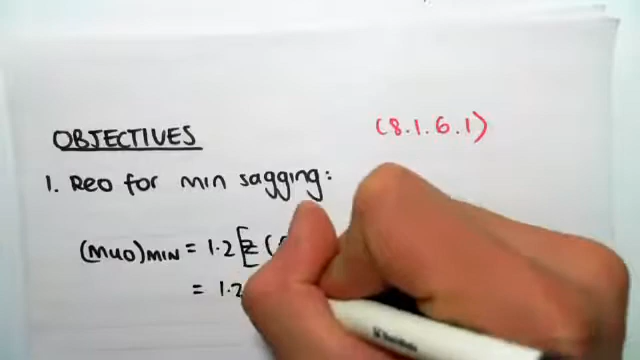 OBJECTIVES
(8.1.6.1)
1. Reo for min sagging:
(Muo)MIN = 1.2 [Z (
= 1.2